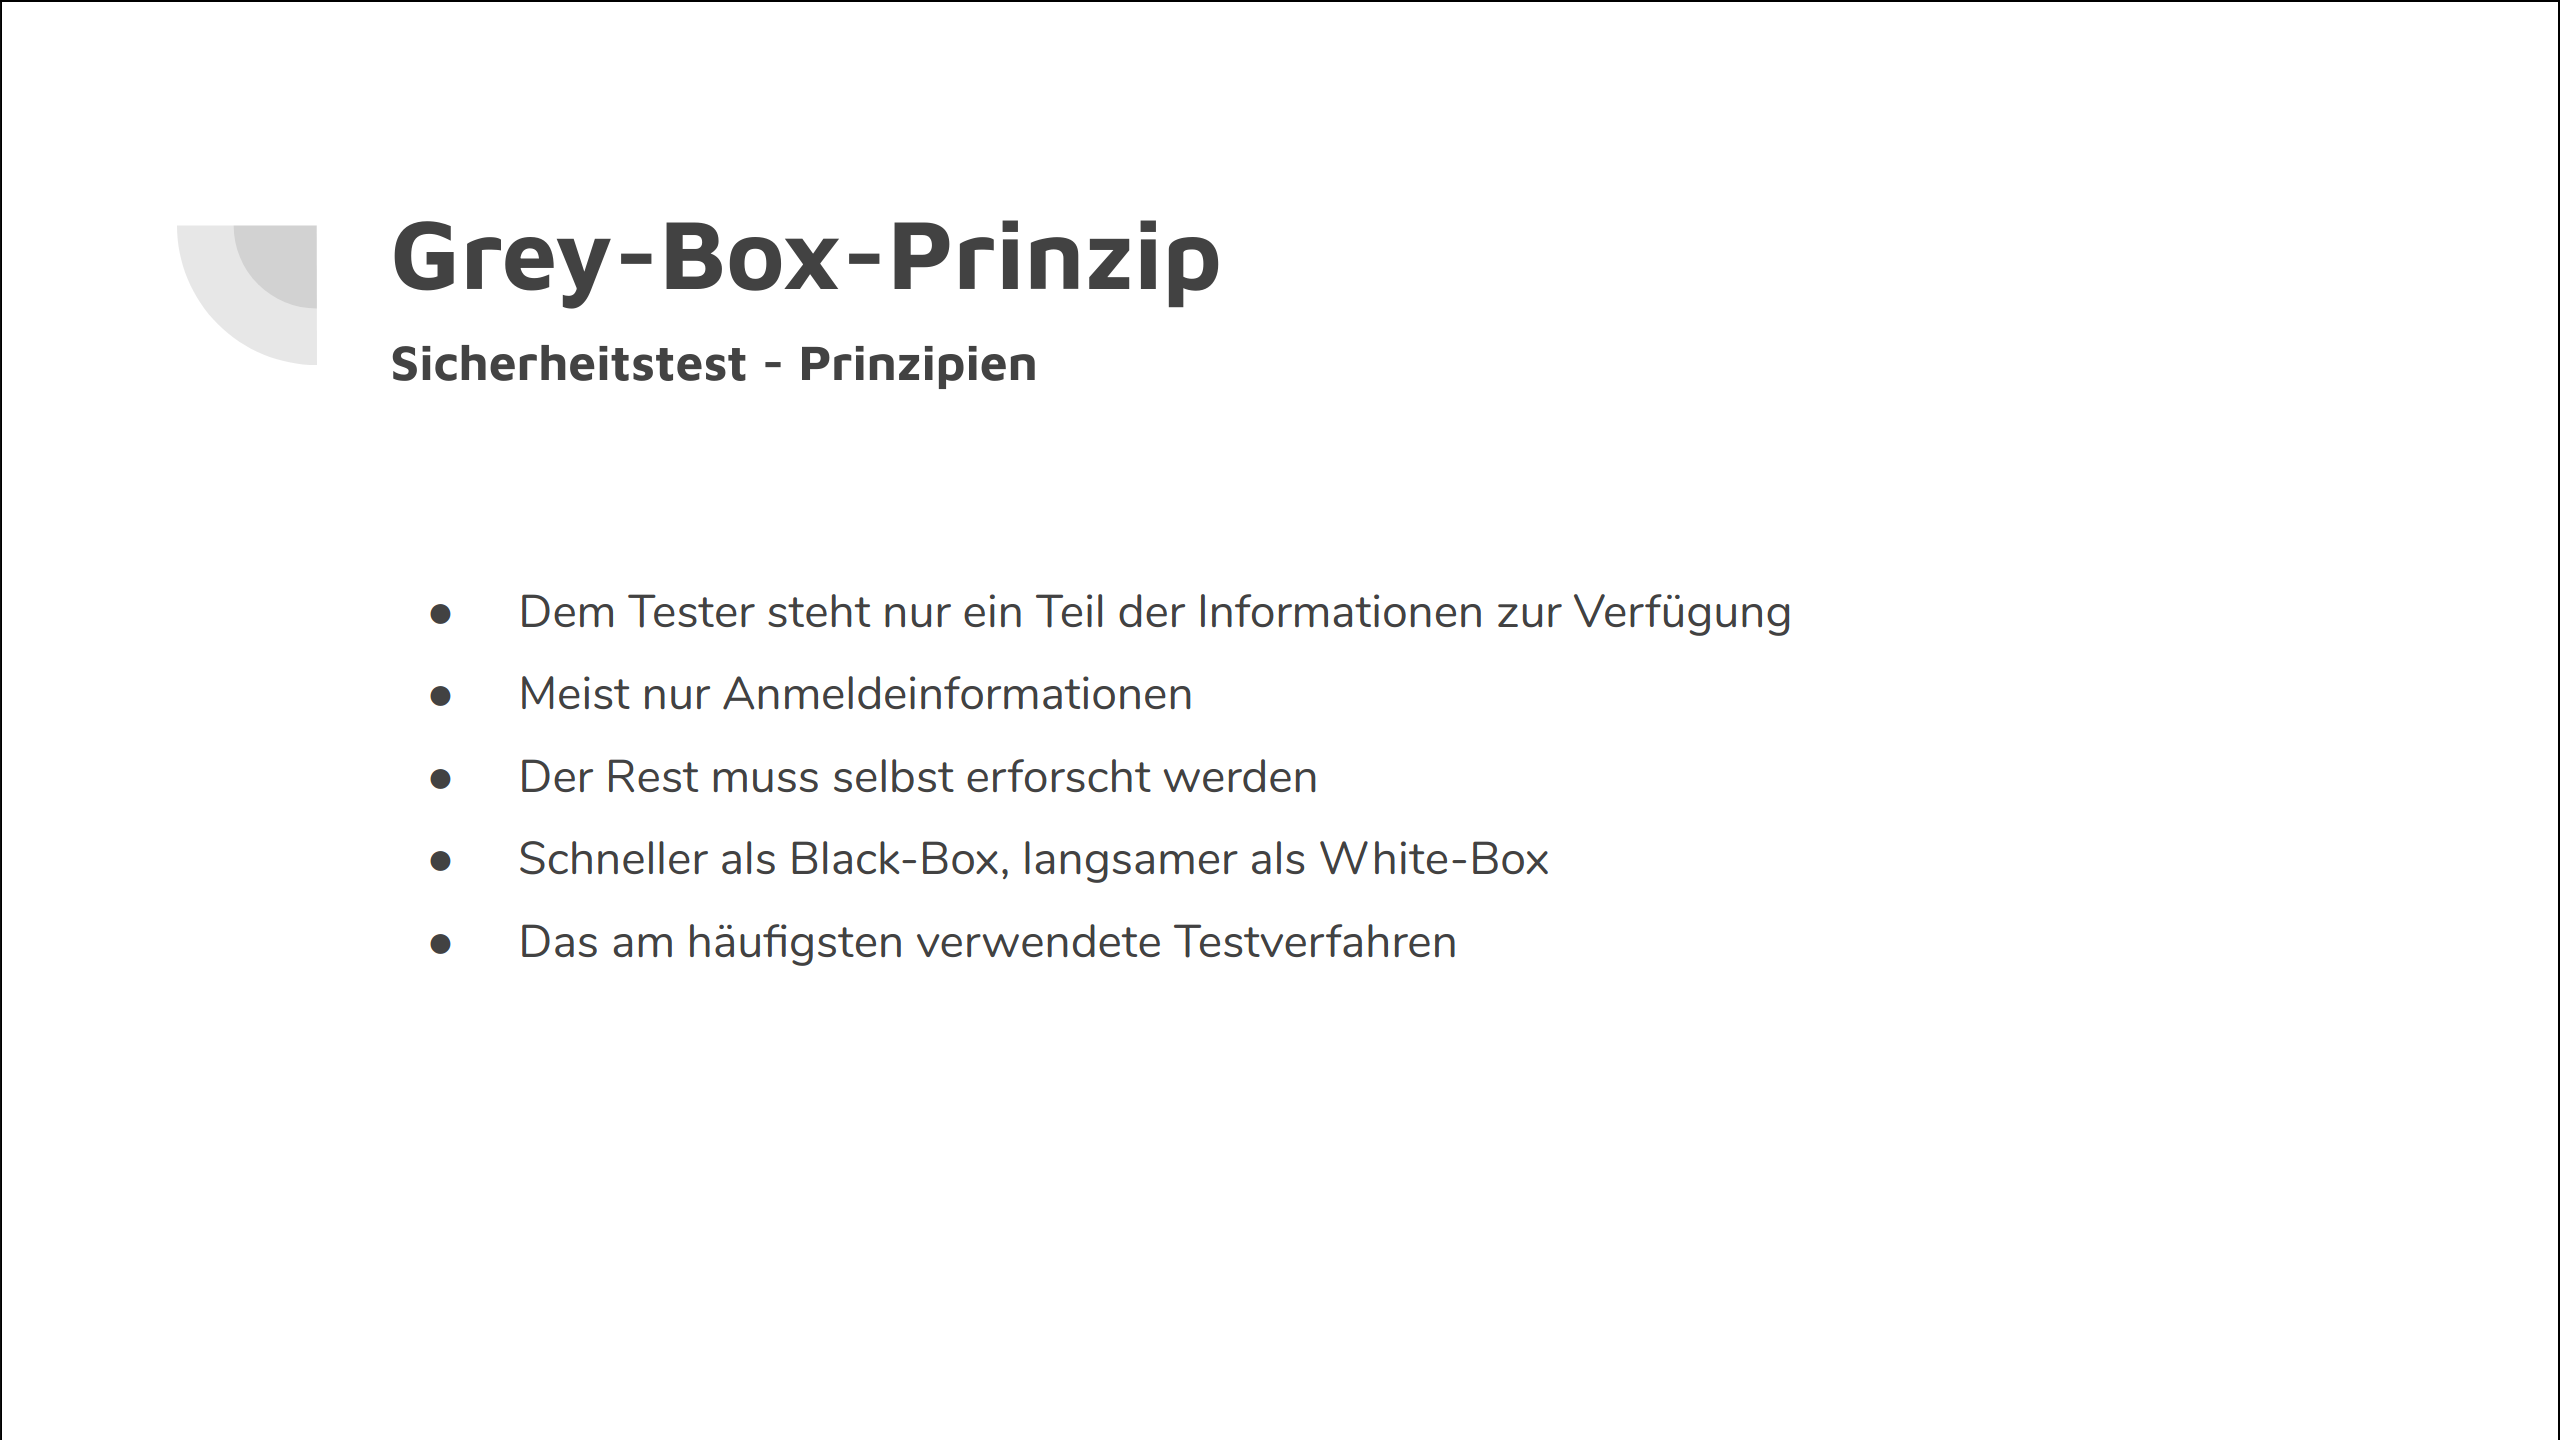 Grey-Box-Prinzip
Sicherheitstest - Prinzipien
● Dem Tester steht nur ein Teil der Informationen zur Verfügung
● Meist nur Anmeldeinformationen
● Der Rest muss selbst erforscht werden
● Schneller als Black-Box, langsamer als White-Box
● Das am häufigsten verwendete Testverfahren